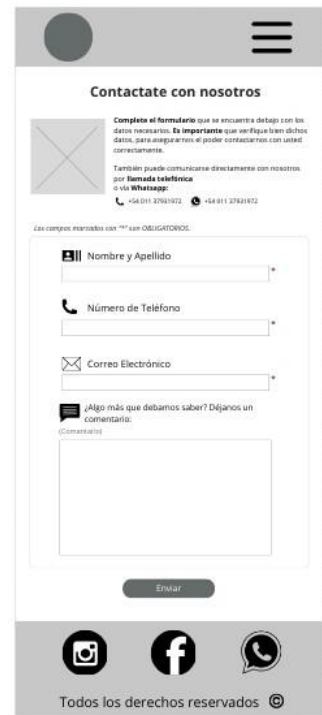 Contactate con nosotros
Complete el formulario que se encuentra debajo con los
datos necesarios. Es importante que verifique bien dichos
datos, para asegurarnos el poder contactarnos con usted
correctamente.
También puede comunicarse directamente con nosotros
por llamada telefónica
o vía Whatsapp:
+54 011 37931972 +54 011 37931972
Los campos marcados con "*" son OBLIGATORIOS.
Nombre y Apellido
*
Número de Teléfono
*
Correo Electrónico
*
¿Algo más que debamos saber? Déjanos un
comentario:
(Comentario)
Enviar
Todos los derechos reservados ©